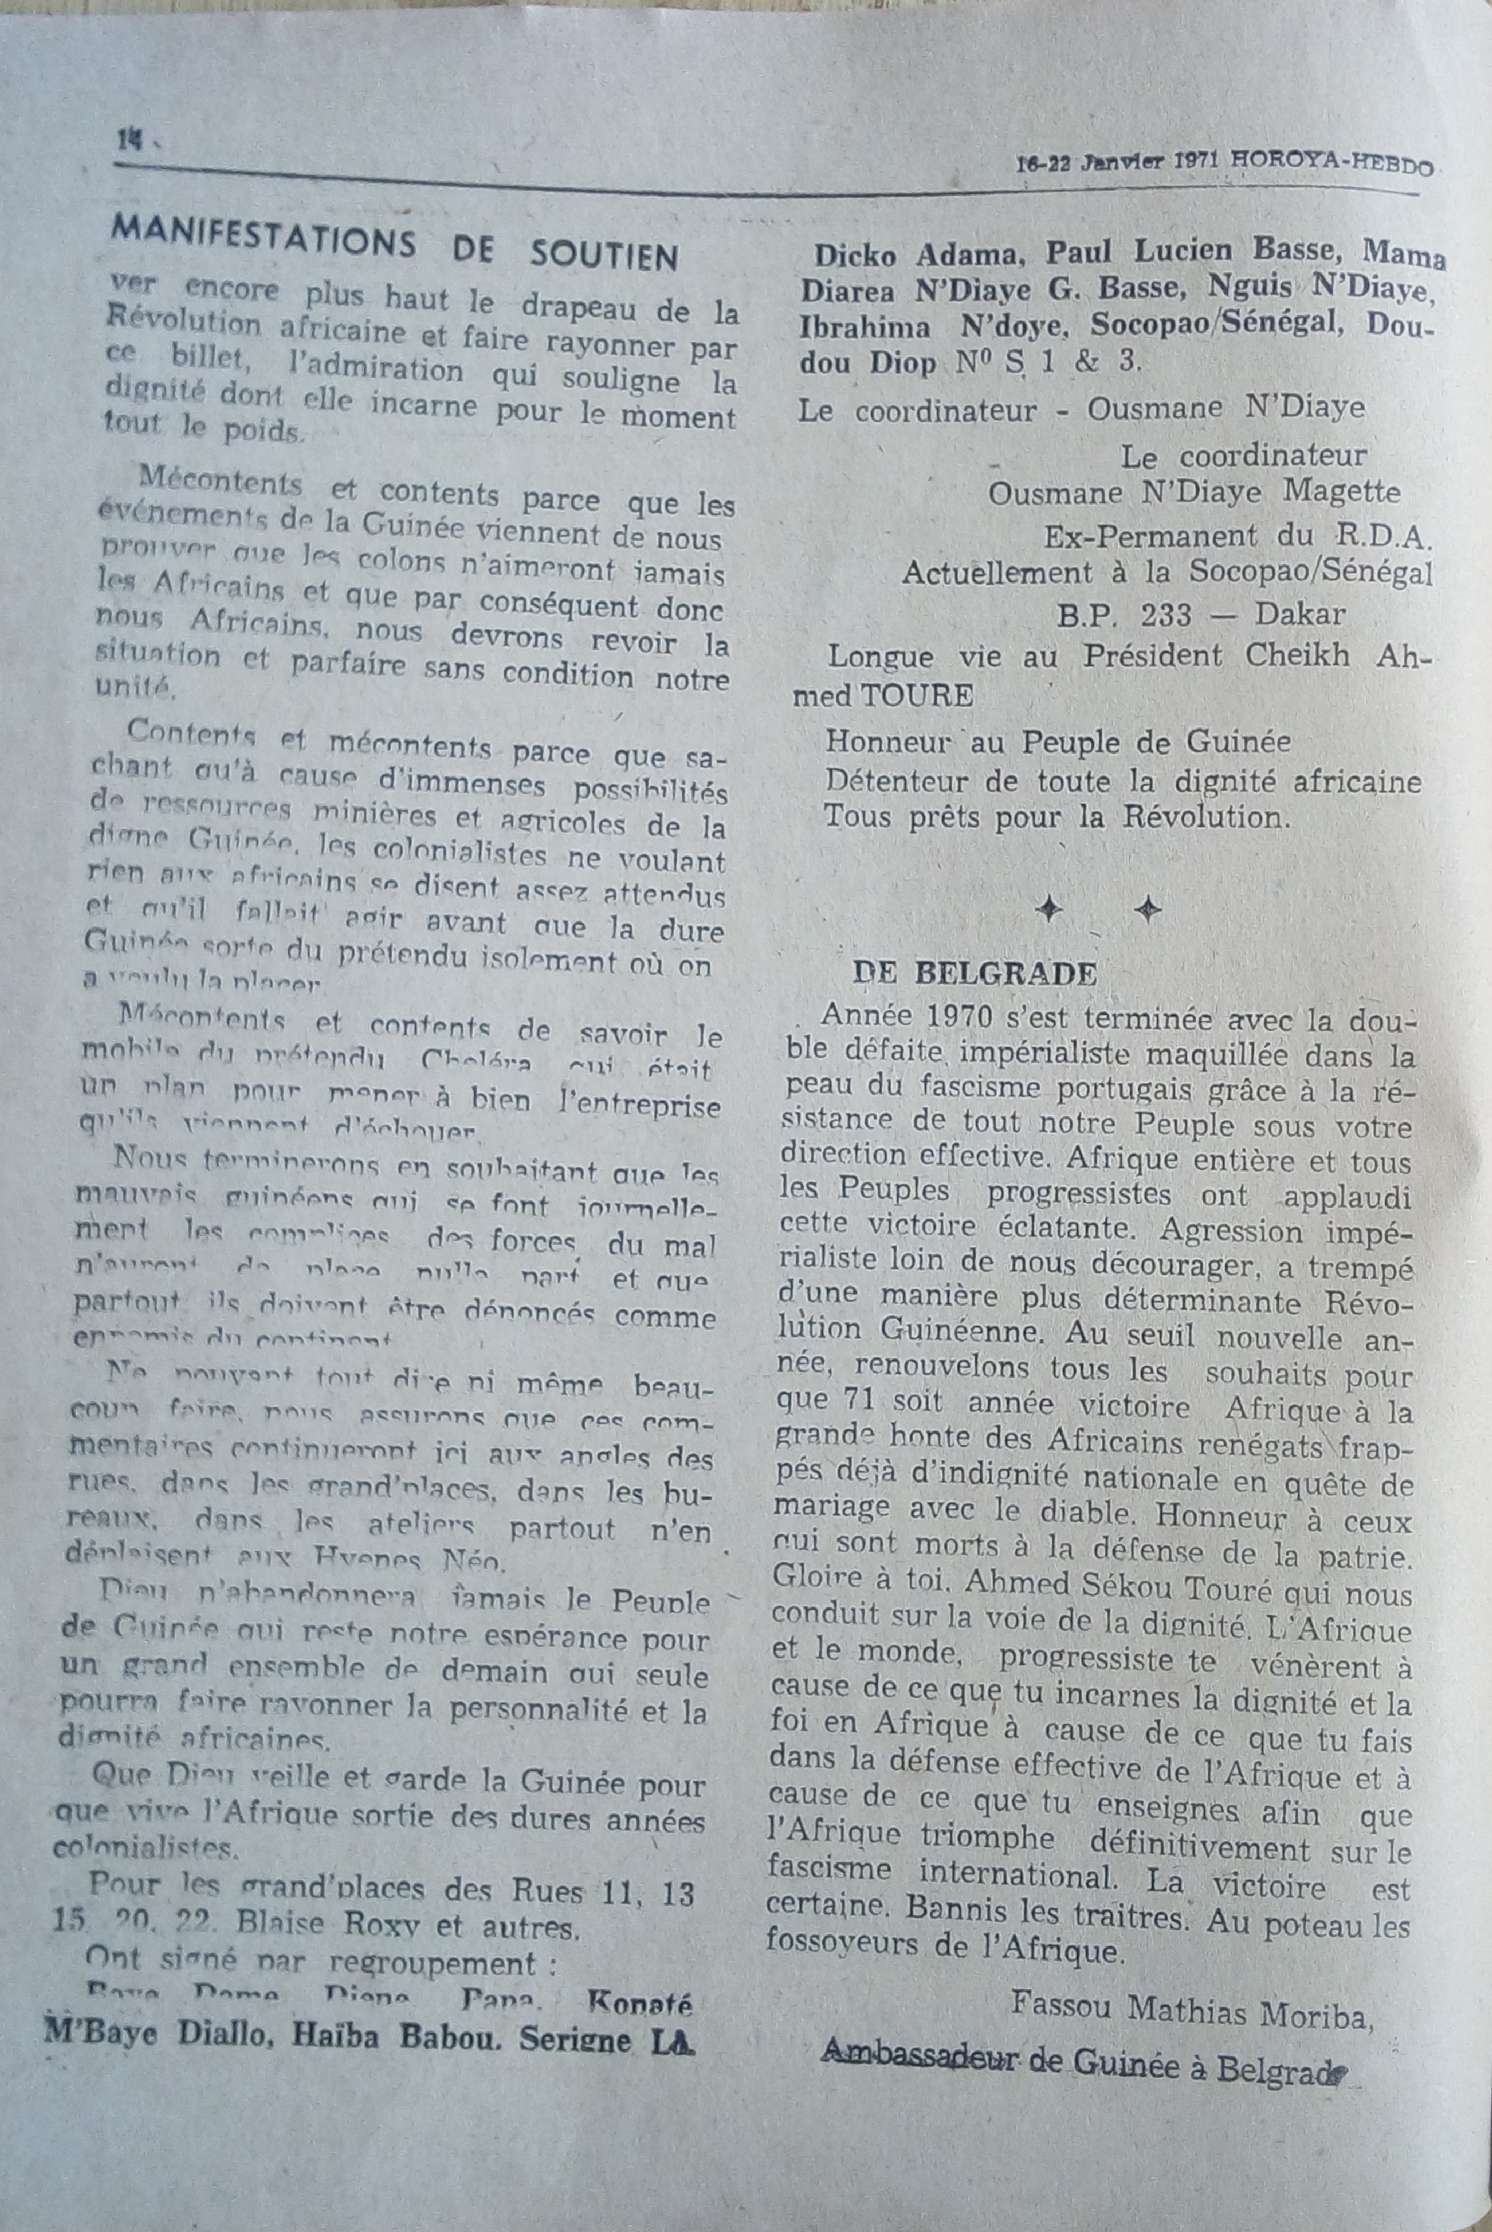 14
16-22 Janvier 1971 HOROYA-HEBDO
MANIFESTATIONS DE SOUTIEN
ver encore plus haut le drapeau de la
Révolution africaine et faire rayonner par
ce billet, l'admiration qui souligne la
dignité dont elle incarne pour le moment
tout le poids.
Mécontents et contents parce que les
événements de la Guinée viennent de nous
prouver que les colons n'aimeront jamais
les Africains et que par conséquent donc
nous Africains, nous devrons revoir la
situation et parfaire sans condition notre
unité.
Contents et mécontents parce que sa-
chant qu'à cause d'immenses possibilités
de ressources minières et agricoles de la
digne Guinée, les colonialistes ne voulant
rien aux africains se disent assez attendus
et qu'il fallait agir avant que la dure
Guinée sorte du prétendu isolement où on
a voulu la placer
Mécontents et contents de savoir le
mobile du prétendu Choléra qui était
un plan pour mener à bien l'entreprise
qu'ils viennent d'échouer.
Nous terminerons en souhaitant que les
mauvais guinéens qui se font journelle-
ment les complices des forces du mal
n'auront de place nulle part et que
partout ils doivent être dénoncés comme
ennemis du continent
Ne pouvant tout dire ni même beau-
coup faire, nous assurons que ces com-
mentaires continueront ici aux angles des
rues, dans les grand'places, dans les bu-
reaux, dans les ateliers partout n'en
déplaisent aux Hyenes Néo.
Dieu n'abandonnera jamais le Peuple
de Guinée qui reste notre espérance pour
un grand ensemble de demain qui seule
pourra faire rayonner la personnalité et la
dignité africaines.
Que Dieu veille et garde la Guinée pour
que vive l'Afrique sortie des dures années
colonialistes.
Pour les grand'places des Rues 11, 13
15, 20, 22, Blaise Roxy et autres.
Ont signé par regroupement :
Diagne Papa, Konaté
M'Baye Diallo, Haïba Babou. Serigne LA
Dicko Adama, Paul Lucien Basse, Mama
Diarea N'Diaye G. Basse, Nguis N'Diaye,
Ibrahima N'doye, Socopao/Sénégal, Dou-
dou Diop Nº S 1 & 3.
Le coordinateur - Ousmane N'Diaye
Le coordinateur
Ousmane N'Diaye Magette
Ex-Permanent du R.D.A.
Actuellement à la Socopao/Sénégal
B.P. 233 — Dakar
Longue vie au Président Cheikh Ah-
med TOURE
Honneur au Peuple de Guinée
Détenteur de toute la dignité africaine
Tous prêts pour la Révolution.
DE BELGRADE
Année 1970 s'est terminée avec la dou-
ble défaite impérialiste maquillée dans la
peau du fascisme portugais grâce à la ré-
sistance de tout notre Peuple sous votre
direction effective. Afrique entière et tous
les Peuples progressistes ont applaudi
cette victoire éclatante. Agression impé-
rialiste loin de nous décourager, a trempé
d'une manière plus déterminante Révo-
lution Guinéenne. Au seuil nouvelle an-
née, renouvelons tous les souhaits pour
que 71 soit année victoire Afrique à la
grande honte des Africains renégats frap-
pés déjà d'indignité nationale en quête de
mariage avec le diable. Honneur à ceux
qui sont morts à la défense de la patrie.
Gloire à toi, Ahmed Sékou Touré qui nous
conduit sur la voie de la dignité. L'Afrique
et le monde, progressiste te vénèrent à
cause de ce que tu incarnes la dignité et la
foi en Afrique à cause de ce que tu fais
dans la défense effective de l'Afrique et à
cause de ce que tu enseignes afin que
l'Afrique triomphe définitivement sur le
fascisme international. La victoire est
certaine. Bannis les traitres. Au poteau les
fossoyeurs de l'Afrique.
Fassou Mathias Moriba,
Ambassadeur de Guinée à Belgrade